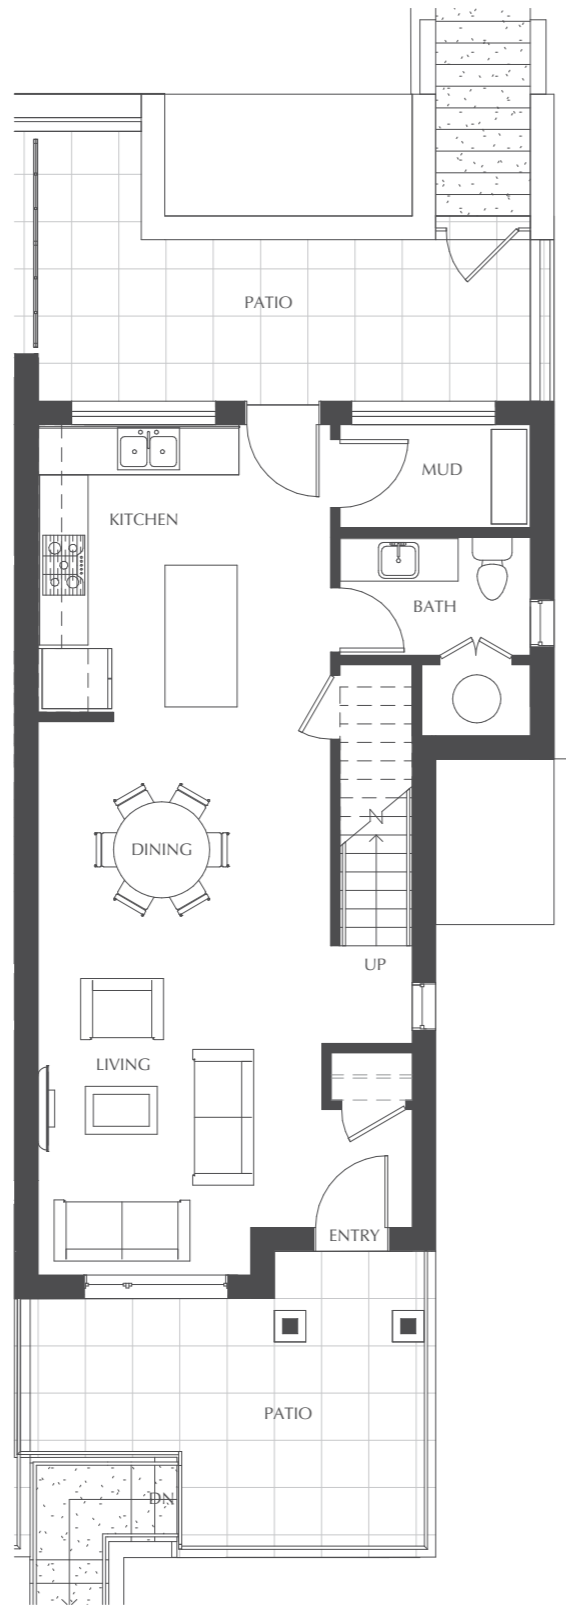 PATIO
MUD
KITCHEN
BATH
DINING
UP
LIVING
ENTRY
PATIO
DN